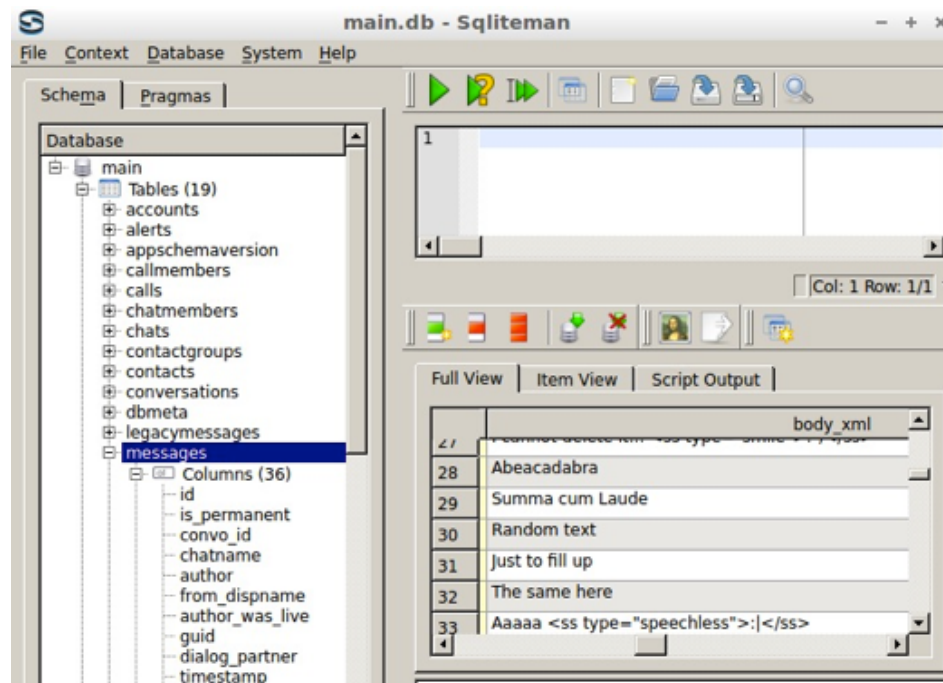 main.db - Sqliteman
File Context Database System Help
Schema Pragmas
Database
main
Tables (19)
accounts
alerts
appschemaversion
callmembers
calls
chatmembers
chats
contactgroups
contacts
conversations
dbmeta
legacymessages
messages
Columns (36)
id
is_permanent
convo_id
chatname
author
from_dispname
author_was_live
guid
dialog_partner
timestamp
1
Col: 1 Row: 1/1
Full View Item View Script Output
body_xml
27 I cannot delete it
28 Abeacadabra
29 Summa cum Laude
30 Random text
31 Just to fill up
32 The same here
33 Aaaaa <ss type="speechless">:|</ss>